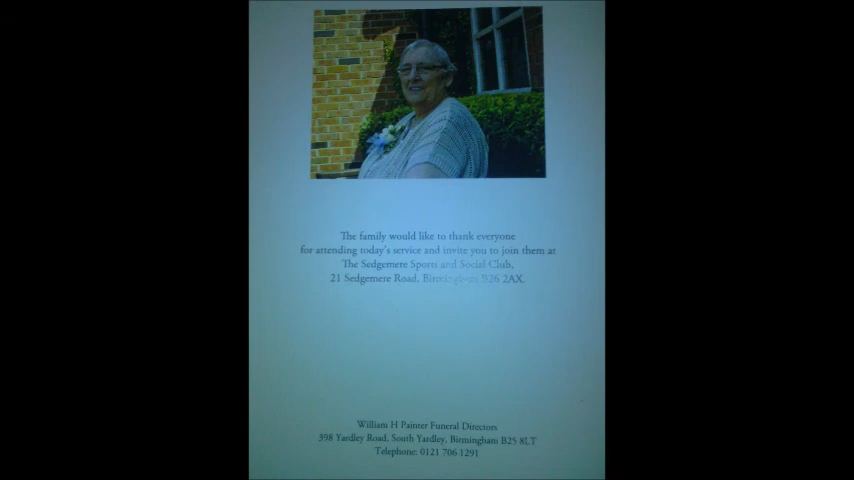 The family would like to thank everyone
for attending today's service and invite you to join them at
The Sedgemere Sports and Social Club,
21 Sedgemere Road, Birmingham B26 2AX.
William H Painter Funeral Directors
398 Yardley Road, South Yardley, Birmingham B25 8LT
Telephone: 0121 706 1291